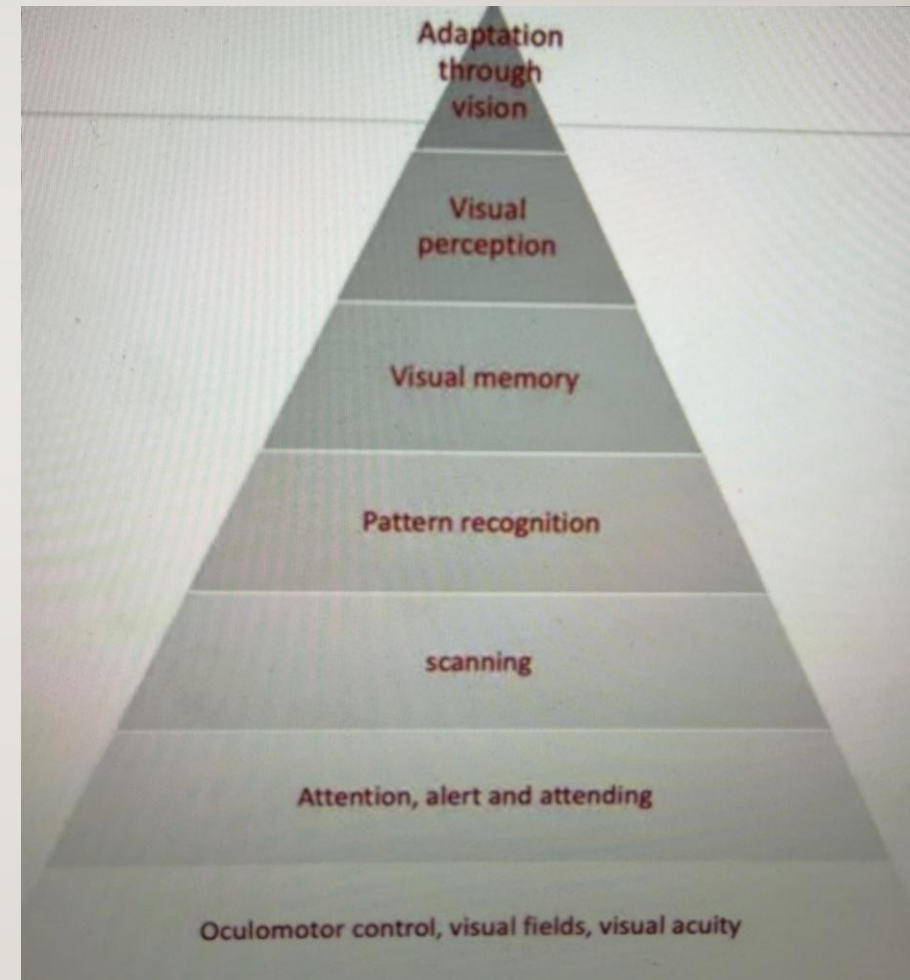 Adaptation
through
vision
Visual
perception
Visual memory
Pattern recognition
scanning
Attention, alert and attending
Oculomotor control, visual fields, visual acuity